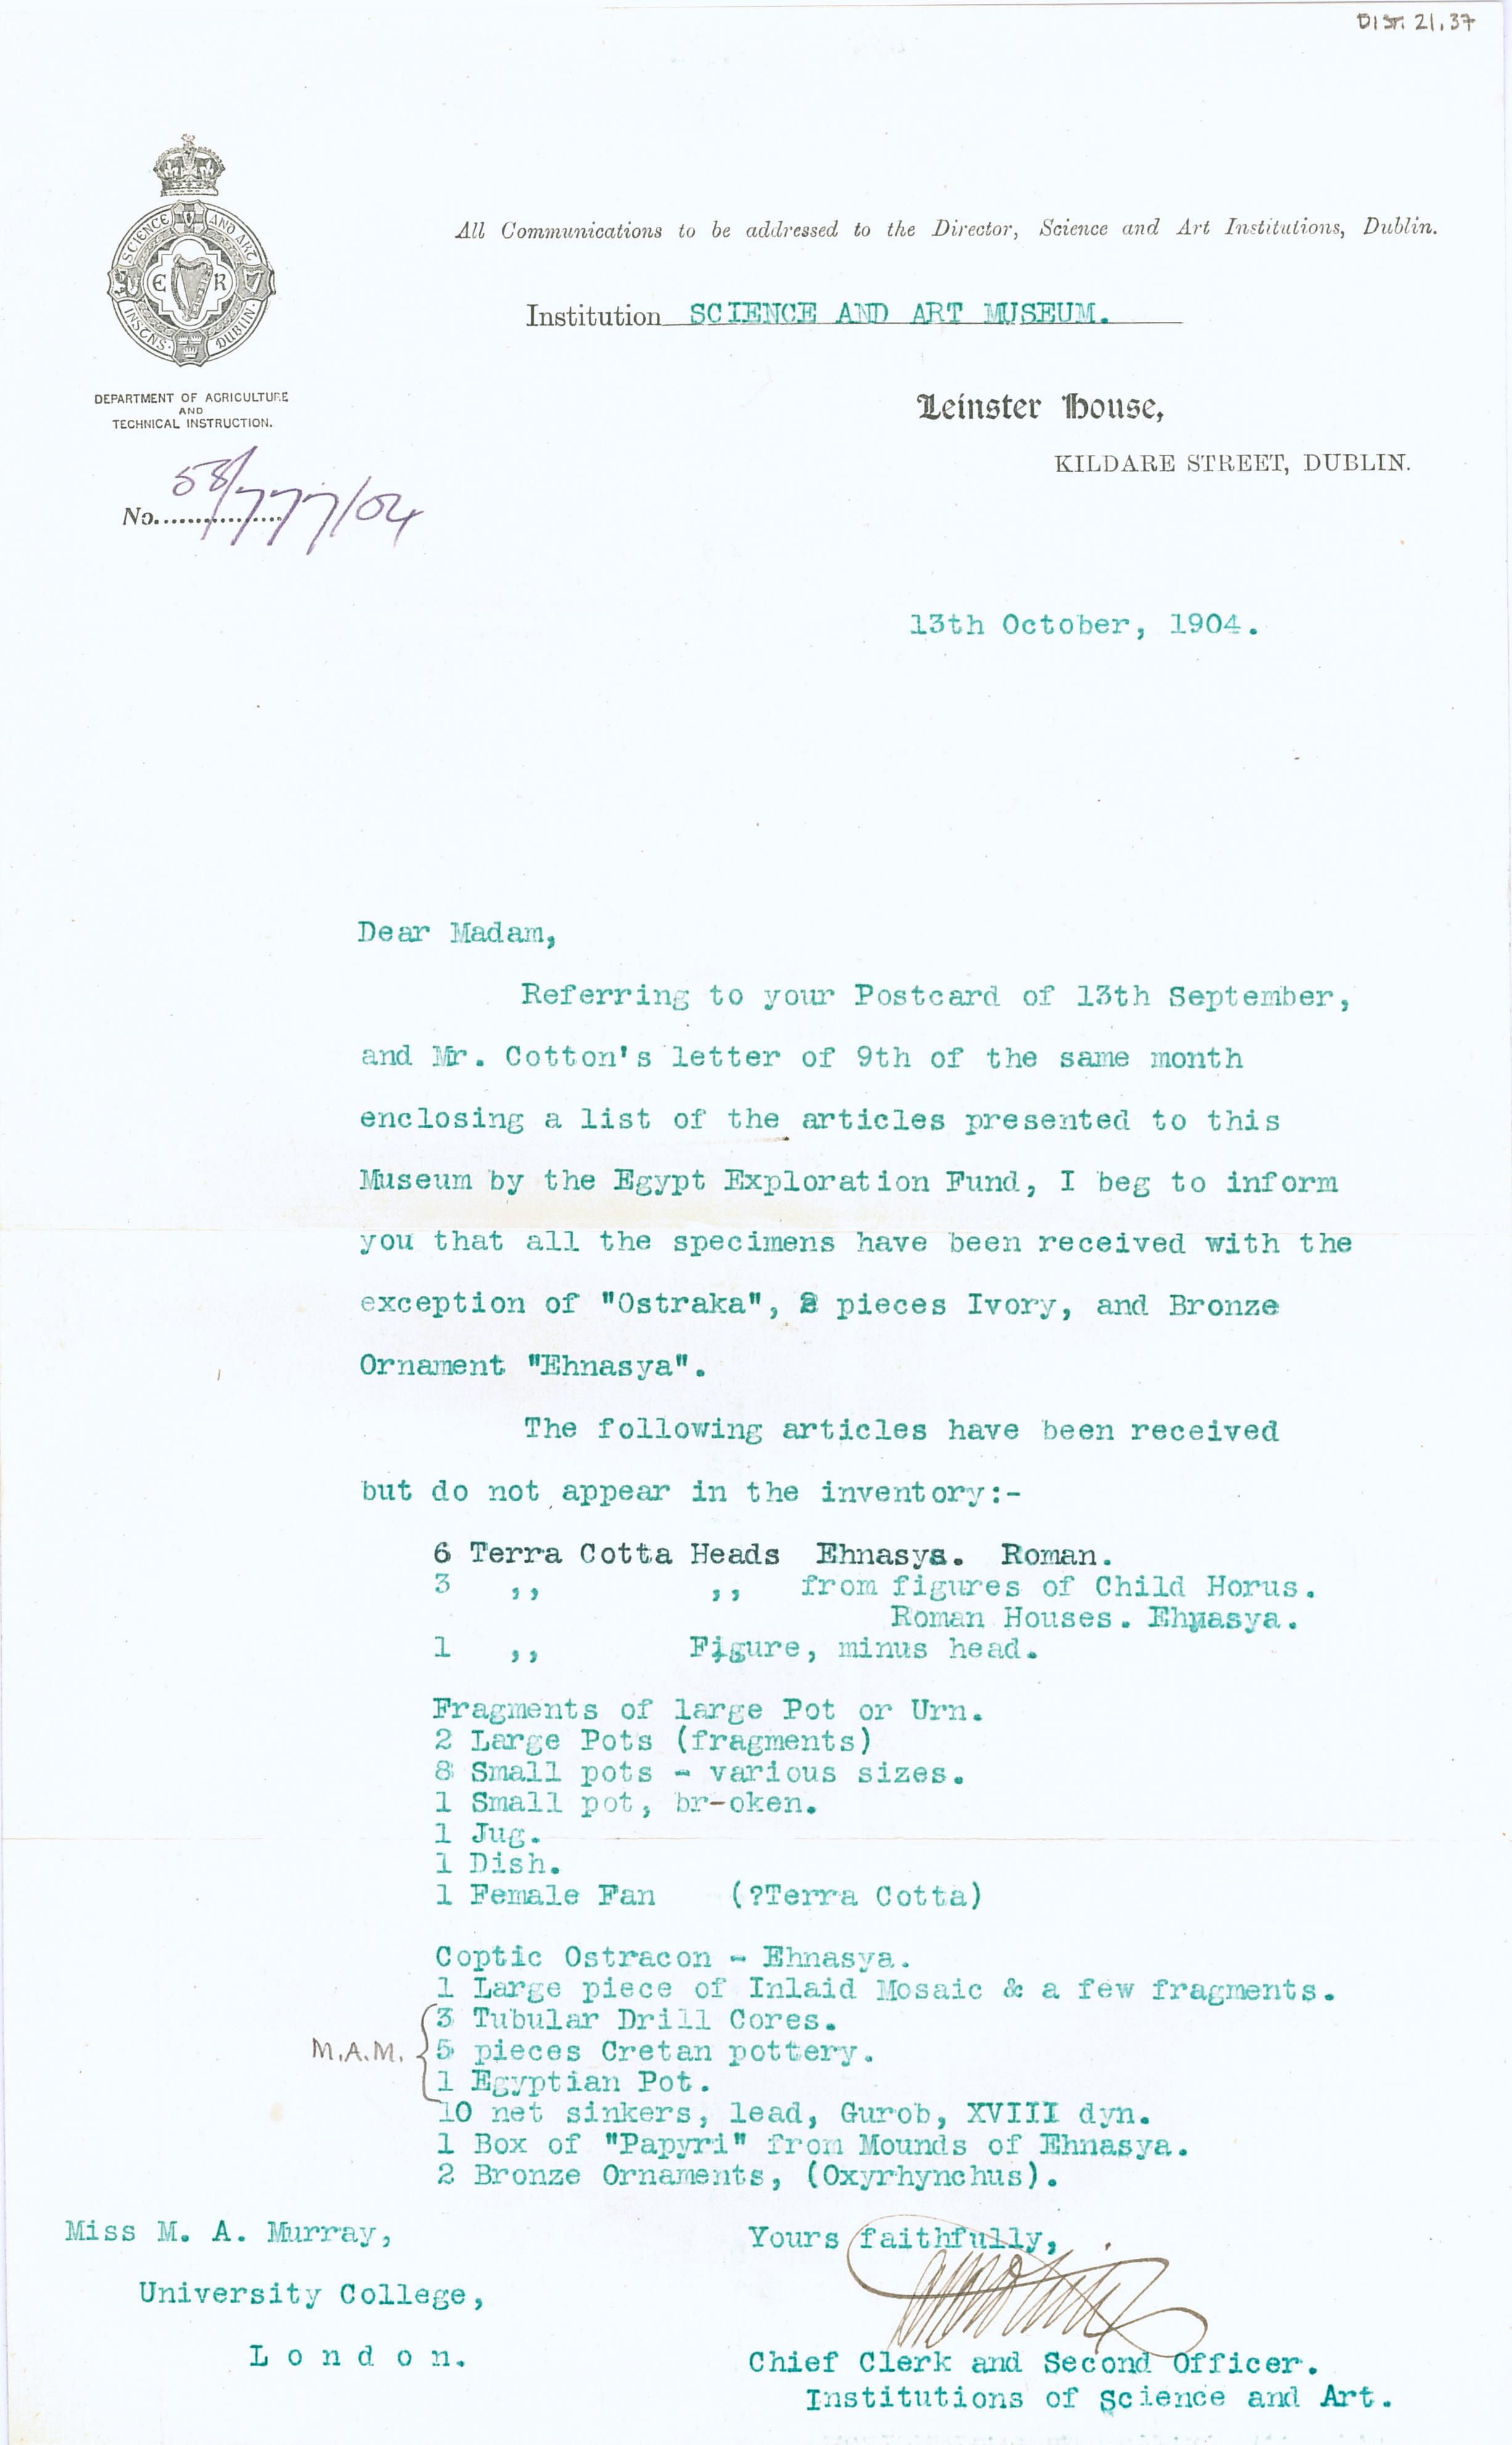 DIST. 21.37
SCIENCE AND ART
E R
INSTNS. DUBLIN.
All Communications to be addressed to the Director, Science and Art Institutions, Dublin.
Institution SCIENCE AND ART MUSEUM.
Leinster House,
KILDARE STREET, DUBLIN.
DEPARTMENT OF AGRICULTURE
AND
TECHNICAL INSTRUCTION.
No. 58/777/04
13th October, 1904.
Dear Madam,
Referring to your Postcard of 13th September,
and Mr. Cotton's letter of 9th of the same month
enclosing a list of the articles presented to this
Museum by the Egypt Exploration Fund, I beg to inform
you that all the specimens have been received with the
exception of "Ostraka", 2 pieces Ivory, and Bronze
Ornament "Ehnasya".
The following articles have been received
but do not appear in the inventory:-
6 Terra Cotta Heads Ehnasya. Roman.
3 ,, ,, from figures of Child Horus.
Roman Houses. Ehnasya.
1 ,, Figure, minus head.
Fragments of large Pot or Urn.
2 Large Pots (fragments)
8 Small pots - various sizes.
1 Small pot, br-oken.
1 Jug.
1 Dish.
1 Female Fan (?Terra Cotta)
Coptic Ostracon - Ehnasya.
1 Large piece of Inlaid Mosaic & a few fragments.
3 Tubular Drill Cores.
M.A.M. 5 pieces Cretan pottery.
1 Egyptian Pot.
10 net sinkers, lead, Gurob, XVIII dyn.
1 Box of "Papyri" from Mounds of Ehnasya.
2 Bronze Ornaments, (Oxyrhynchus).
Miss M. A. Murray,
University College,
London.
Yours faithfully,
Chief Clerk and Second Officer.
Institutions of Science and Art.